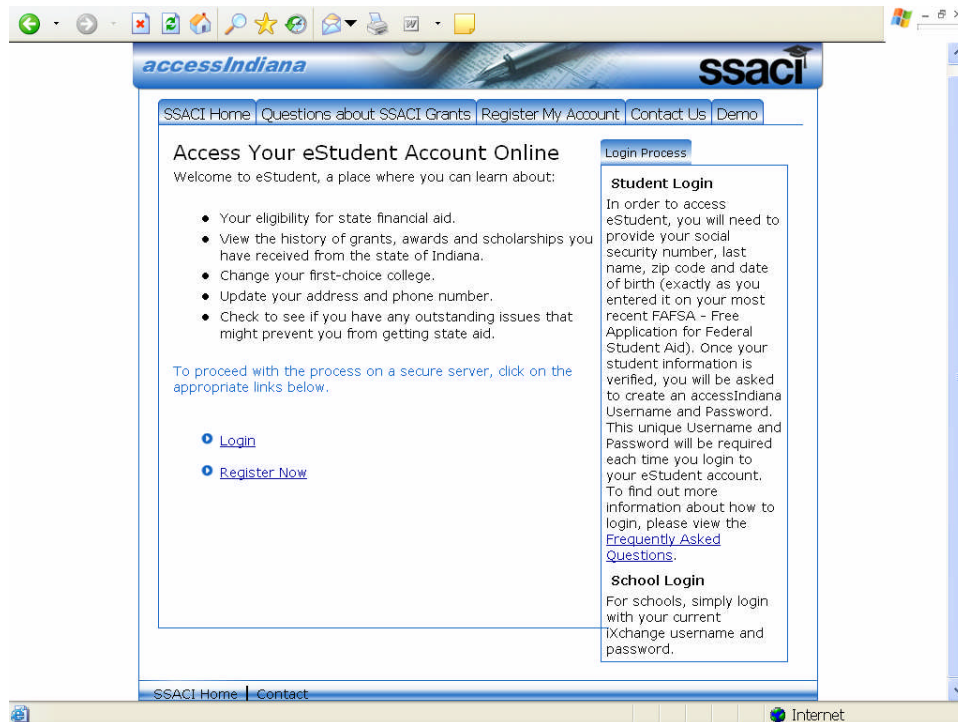 accessIndiana
ssaci
SSACI Home Questions about SSACI Grants Register My Account Contact Us Demo
Access Your eStudent Account Online
Welcome to eStudent, a place where you can learn about:
Your eligibility for state financial aid.
View the history of grants, awards and scholarships you
have received from the state of Indiana.
Change your first-choice college.
Update your address and phone number.
Check to see if you have any outstanding issues that
might prevent you from getting state aid.
To proceed with the process on a secure server, click on the
appropriate links below.
Login
Register Now
Login Process
Student Login
In order to access
eStudent, you will need to
provide your social
security number, last
name, zip code and date
of birth (exactly as you
entered it on your most
recent FAFSA - Free
Application for Federal
Student Aid). Once your
student information is
verified, you will be asked
to create an accessIndiana
Username and Password.
This unique Username and
Password will be required
each time you login to
your eStudent account.
To find out more
information about how to
login, please view the
Frequently Asked
Questions.
School Login
For schools, simply login
with your current
iXchange username and
password.
SSACI Home | Contact
Internet